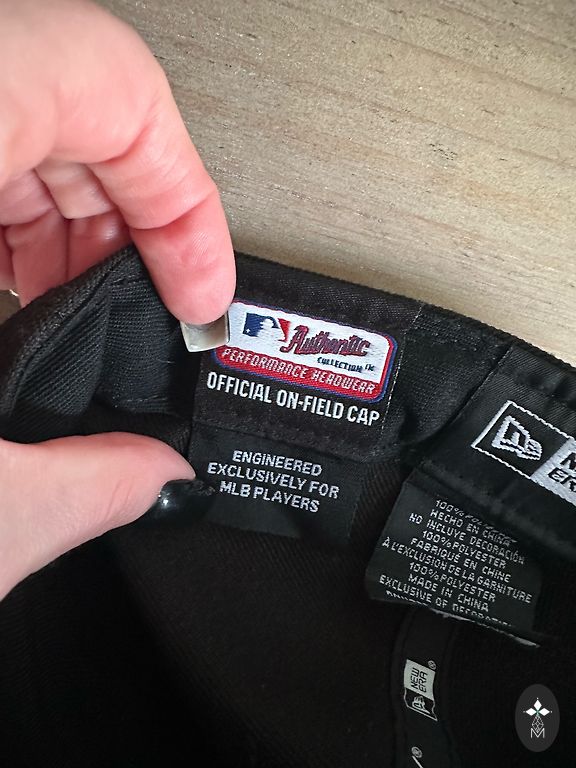 Authentic
COLLECTION
PERFORMANCE HEADWEAR
OFFICIAL ON-FIELD CAP
ENGINEERED
EXCLUSIVELY FOR
MLB PLAYERS
HECHO EN CHINA
NO INCLUYE DECORACIÓN
100% POLYESTER
FABRIQUÉ EN CHINE
À L'EXCLUSION DE LA GARNITURE
100% POLYESTER
MADE IN CHINA
EXCLUSIVE OF DECORATION
NEW
ERA
M